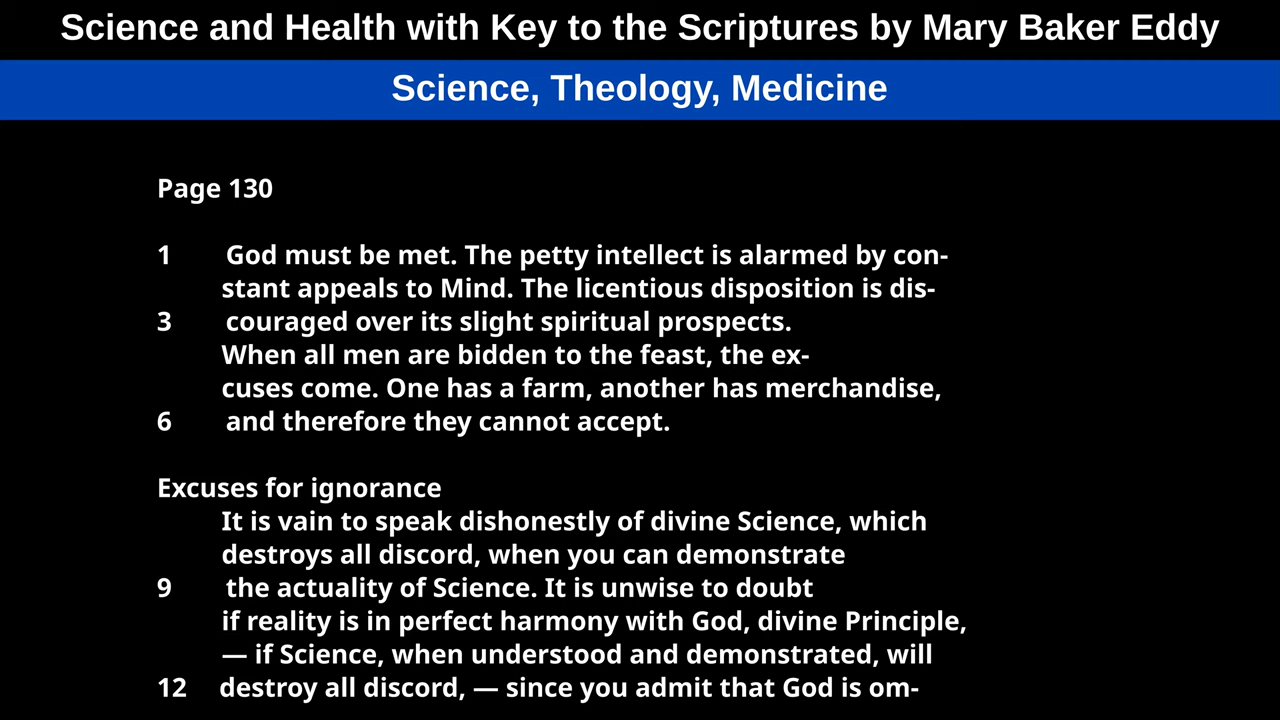 Science and Health with Key to the Scriptures by Mary Baker Eddy
Science, Theology, Medicine
Page 130
1 God must be met. The petty intellect is alarmed by con-
stant appeals to Mind. The licentious disposition is dis-
3 couraged over its slight spiritual prospects.
When all men are bidden to the feast, the ex-
cuses come. One has a farm, another has merchandise,
6 and therefore they cannot accept.
Excuses for ignorance
It is vain to speak dishonestly of divine Science, which
destroys all discord, when you can demonstrate
9 the actuality of Science. It is unwise to doubt
if reality is in perfect harmony with God, divine Principle,
— if Science, when understood and demonstrated, will
12 destroy all discord, — since you admit that God is om-